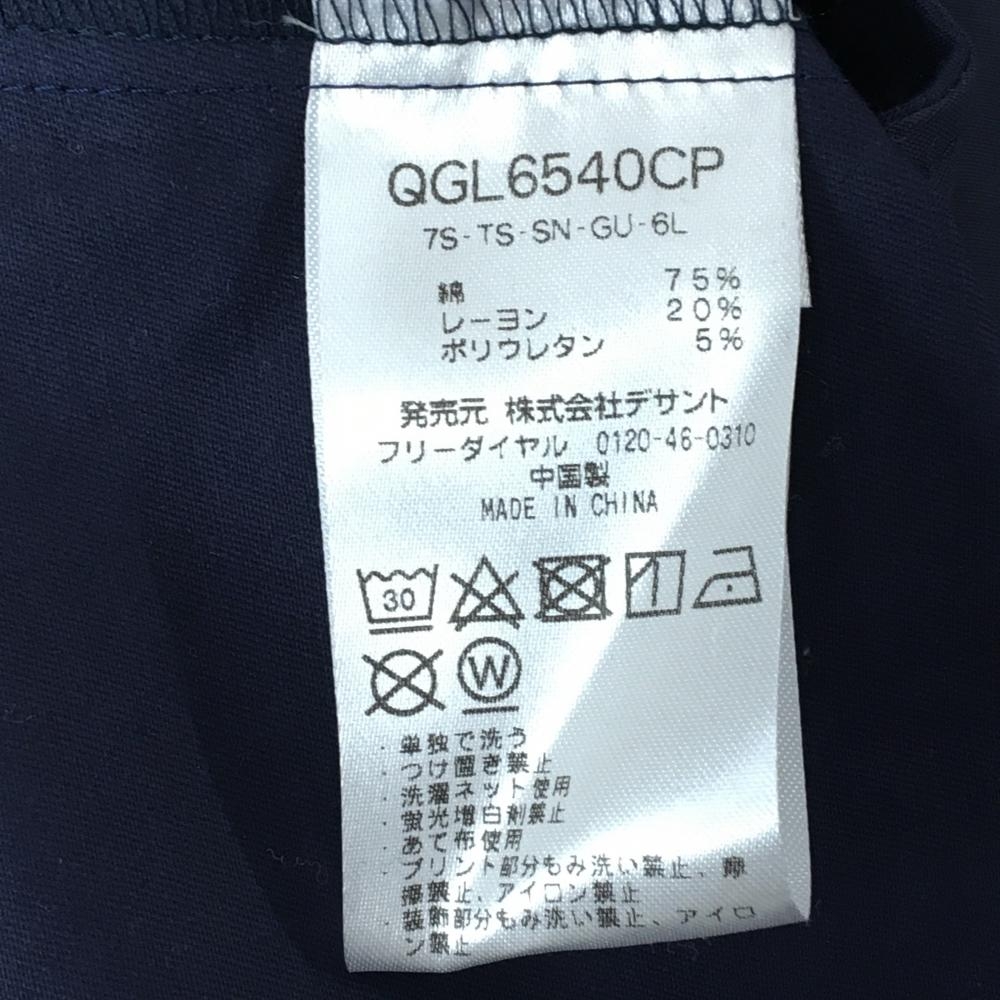 QGL6540CP
7S-TS-SN-GU-6L
綿 75%
レーヨン 20%
ポリウレタン 5%
発売元 株式会社デサント
フリーダイヤル 0120-46-0310
中国製
MADE IN CHINA
30
W
・単独で洗う
・つけ置き禁止
・洗濯ネット使用
・蛍光増白剤禁止
・あて布使用
・プリント部分もみ洗い禁止、摩
擦禁止、アイロン禁止
・装飾部分もみ洗い禁止、アイロ
ン禁止